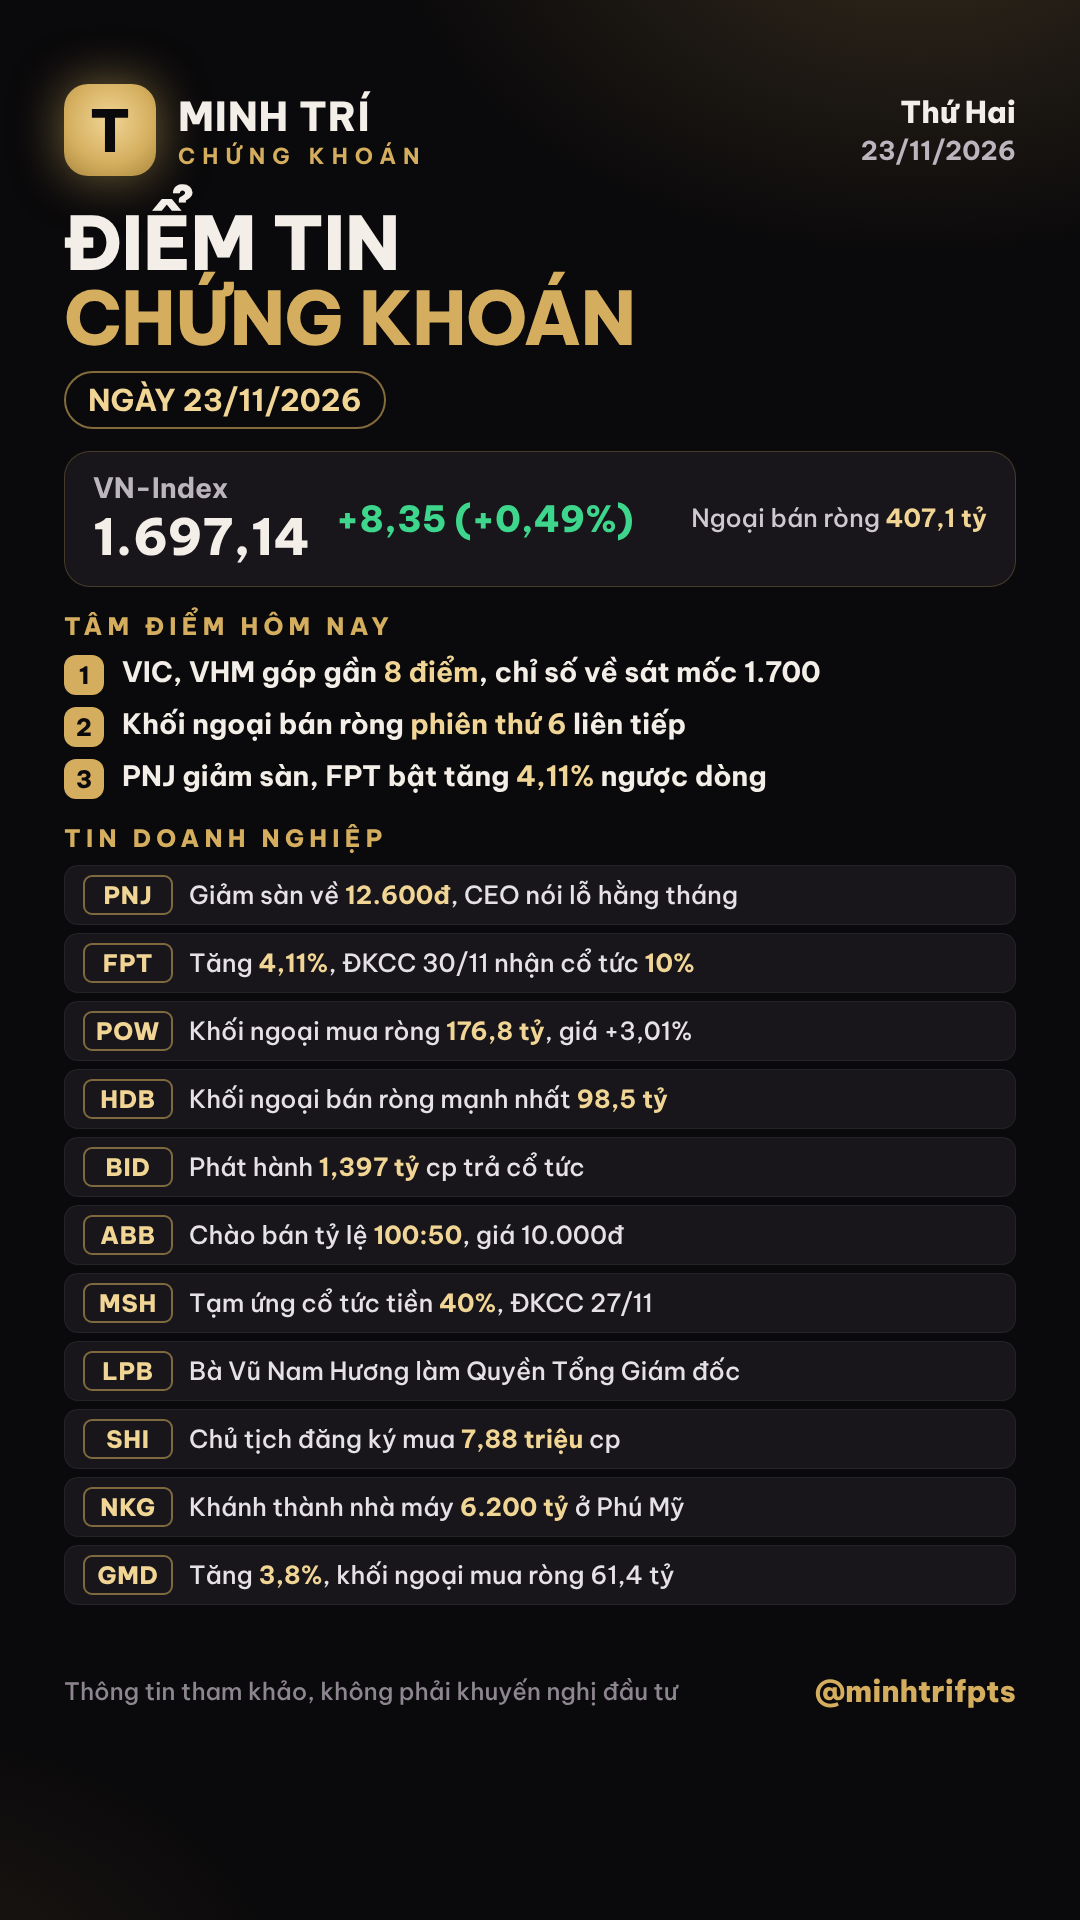 T
MINH TRÍ
CHỨNG KHOÁN
Thứ Hai
23/11/2026
ĐIỂM TIN
CHỨNG KHOÁN
NGÀY 23/11/2026
VN-Index
1.697,14
+8,35 (+0,49%)
Ngoại bán ròng 407,1 tỷ
TÂM ĐIỂM HÔM NAY
1 VIC, VHM góp gần 8 điểm, chỉ số về sát mốc 1.700
2 Khối ngoại bán ròng phiên thứ 6 liên tiếp
3 PNJ giảm sàn, FPT bật tăng 4,11% ngược dòng
TIN DOANH NGHIỆP
PNJ Giảm sàn về 12.600đ, CEO nói lỗ hằng tháng
FPT Tăng 4,11%, ĐKCC 30/11 nhận cổ tức 10%
POW Khối ngoại mua ròng 176,8 tỷ, giá +3,01%
HDB Khối ngoại bán ròng mạnh nhất 98,5 tỷ
BID Phát hành 1,397 tỷ cp trả cổ tức
ABB Chào bán tỷ lệ 100:50, giá 10.000đ
MSH Tạm ứng cổ tức tiền 40%, ĐKCC 27/11
LPB Bà Vũ Nam Hương làm Quyền Tổng Giám đốc
SHI Chủ tịch đăng ký mua 7,88 triệu cp
NKG Khánh thành nhà máy 6.200 tỷ ở Phú Mỹ
GMD Tăng 3,8%, khối ngoại mua ròng 61,4 tỷ
Thông tin tham khảo, không phải khuyến nghị đầu tư
@minhtrifpts